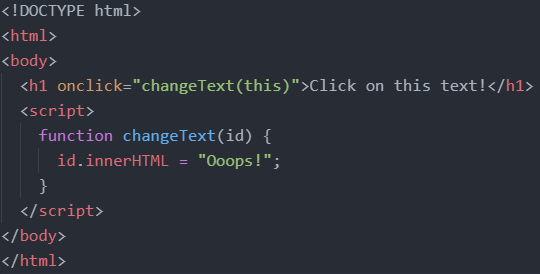 <!DOCTYPE html>
<html>
<body>
<h1 onclick="changeText(this)">Click on this text!</h1>
<script>
function changeText(id) {
id.innerHTML = "Ooops!";
}
</script>
</body>
</html>